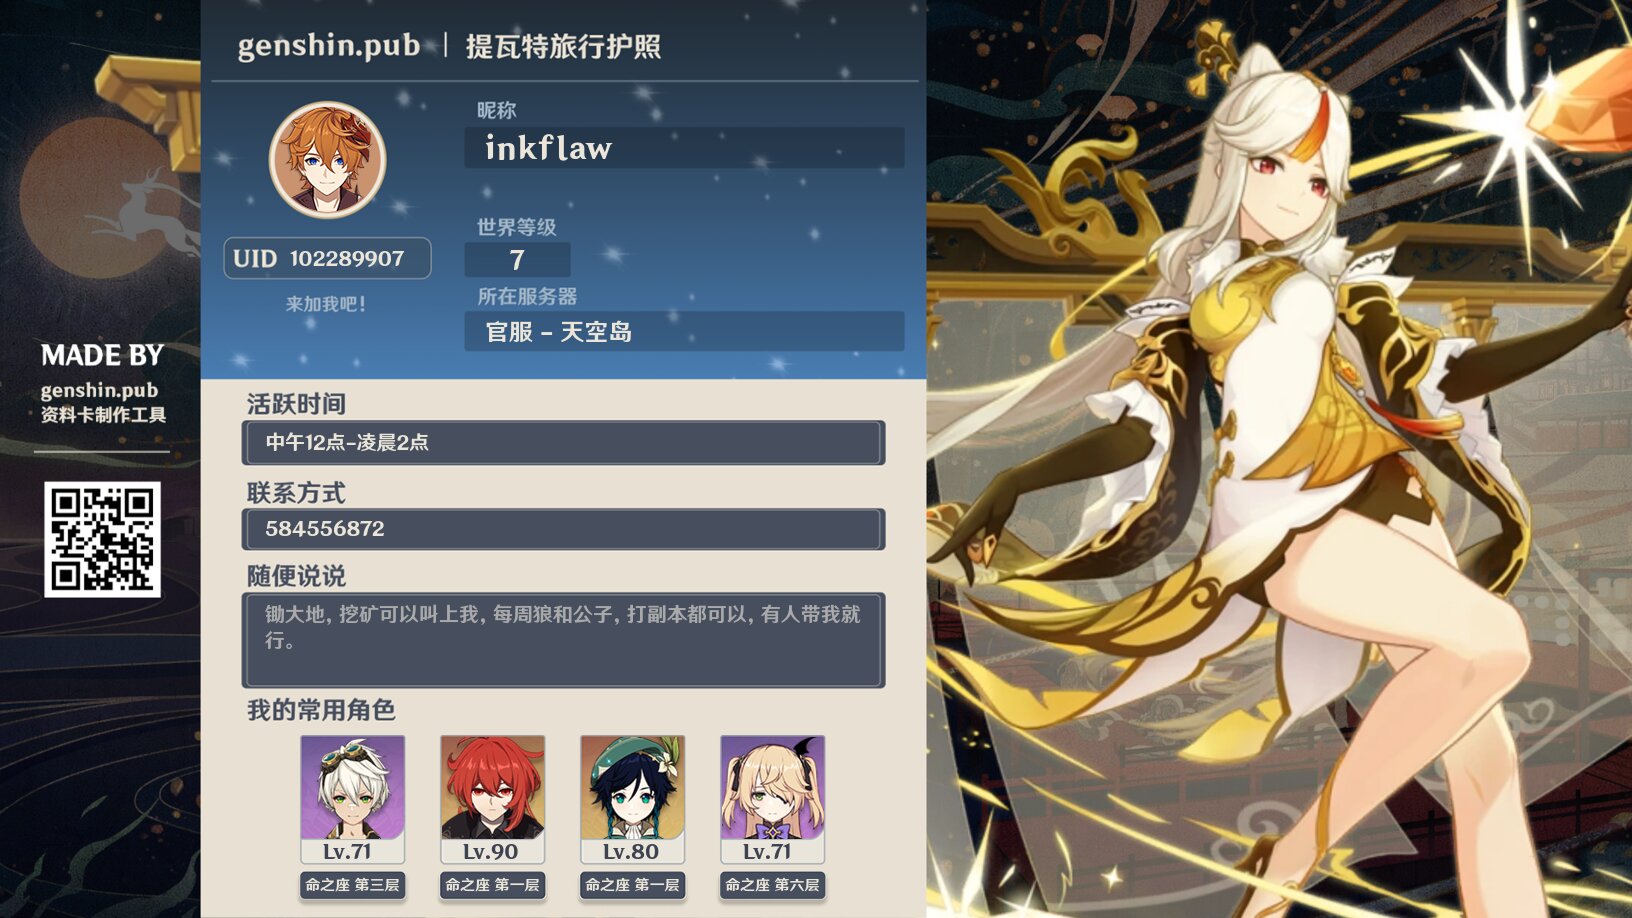 genshin.pub | 提瓦特旅行护照
昵称
inkflaw
UID 102289907
来加我吧！
世界等级
7
所在服务器
官服 - 天空岛
MADE BY
genshin.pub
资料卡制作工具
活跃时间
中午12点-凌晨2点
联系方式
584556872
随便说说
锄大地, 挖矿可以叫上我, 每周狼和公子, 打副本都可以, 有人带我就
行。
我的常用角色
Lv.71
Lv.90
Lv.80
Lv.71
命之座 第三层
命之座 第一层
命之座 第一层
命之座 第六层